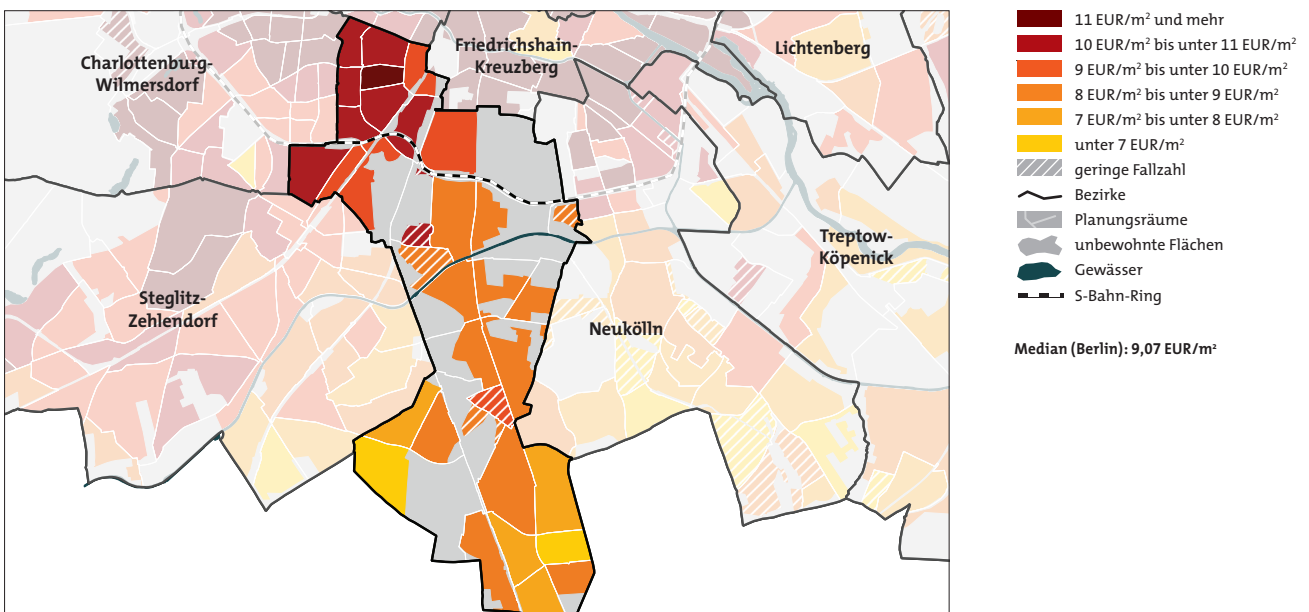 Charlottenburg-
Wilmersdorf
Friedrichshain-
Kreuzberg
Lichtenberg
Treptow-
Köpenick
Steglitz-
Zehlendorf
Neukölln
11 EUR/m² und mehr
10 EUR/m² bis unter 11 EUR/m²
9 EUR/m² bis unter 10 EUR/m²
8 EUR/m² bis unter 9 EUR/m²
7 EUR/m² bis unter 8 EUR/m²
unter 7 EUR/m²
geringe Fallzahl
Bezirke
Planungsräume
unbewohnte Flächen
Gewässer
S-Bahn-Ring
Median (Berlin): 9,07 EUR/m²